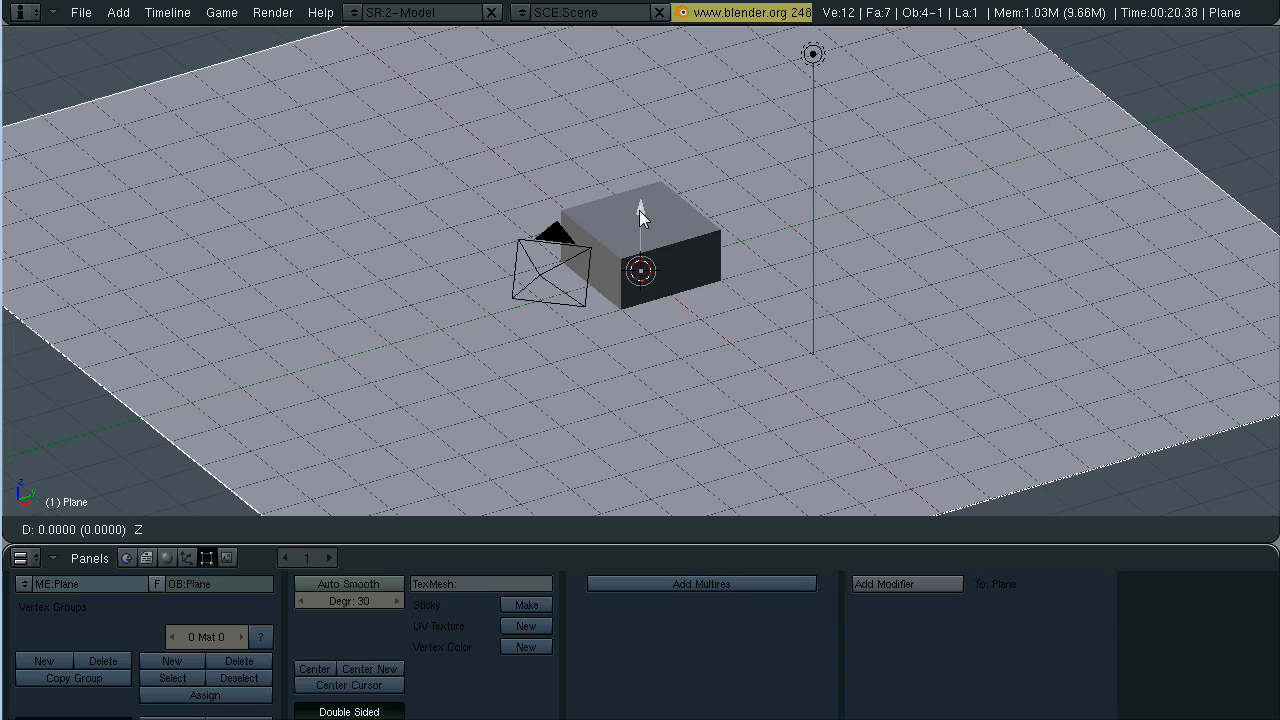 File Add Timeline Game Render Help SR:2-Model SCE:Scene www.blender.org 248 Ve:12 | Fa:7 | Ob:4-1 | La:1 | Mem:1.03M (9.66M) | Time:00:20.38 | Plane
z
y
(1) Plane
D: 0.0000 (0.0000) Z
Panels 1
ME:Plane F OB:Plane Auto Smooth TexMesh: Add Multires Add Modifier To: Plane
Vertex Groups Degr: 30 Sticky Make
0 Mat 0 ? UV Texture New
Vertex Color New
New Delete New Delete Center Center New
Copy Group Select Deselect Center Cursor
Assign
Double Sided